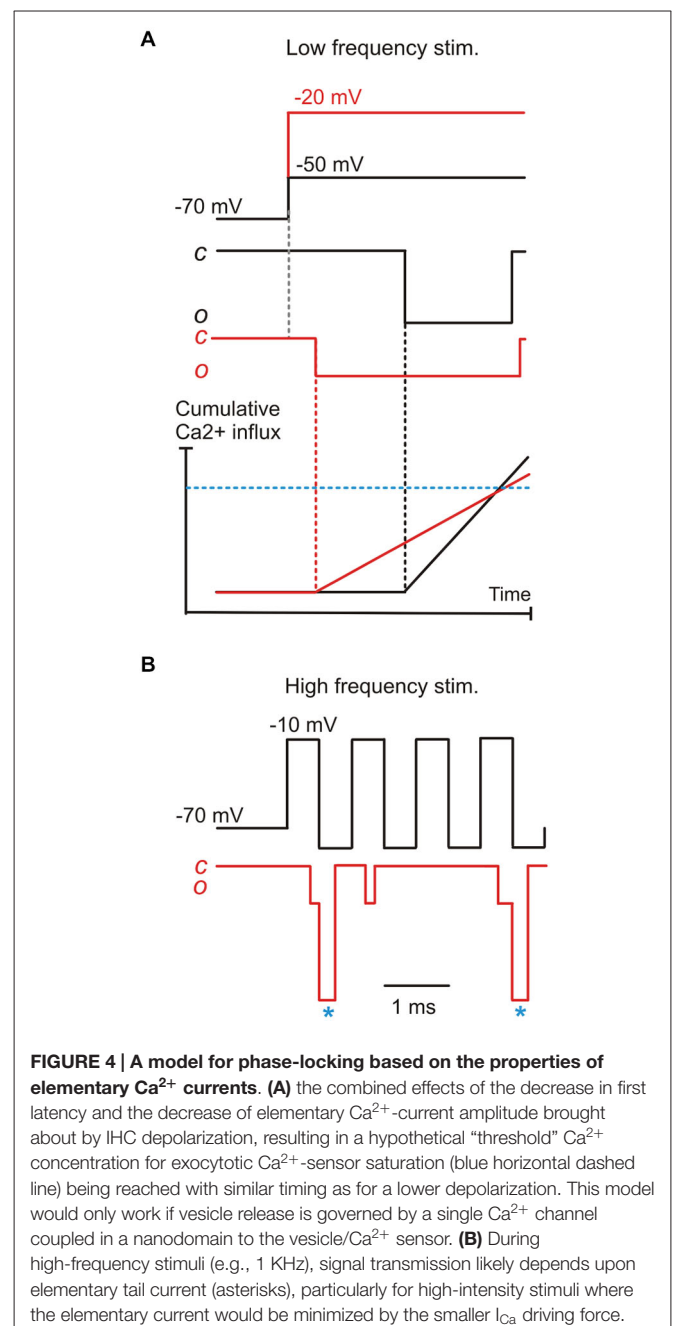 A
Low frequency stim.
-20 mV
-50 mV
-70 mV
C
O
C
O
Cumulative
Ca2+ influx
Time
B
High frequency stim.
-10 mV
-70 mV
C
O
* *
1 ms
FIGURE 4 | A model for phase-locking based on the properties of
elementary Ca²⁺ currents. (A) the combined effects of the decrease in first
latency and the decrease of elementary Ca²⁺-current amplitude brought
about by IHC depolarization, resulting in a hypothetical “threshold” Ca²⁺
concentration for exocytotic Ca²⁺-sensor saturation (blue horizontal dashed
line) being reached with similar timing as for a lower depolarization. This model
would only work if vesicle release is governed by a single Ca²⁺ channel
coupled in a nanodomain to the vesicle/Ca²⁺ sensor. (B) During
high-frequency stimuli (e.g., 1 KHz), signal transmission likely depends upon
elementary tail current (asterisks), particularly for high-intensity stimuli where
the elementary current would be minimized by the smaller I_Ca driving force.